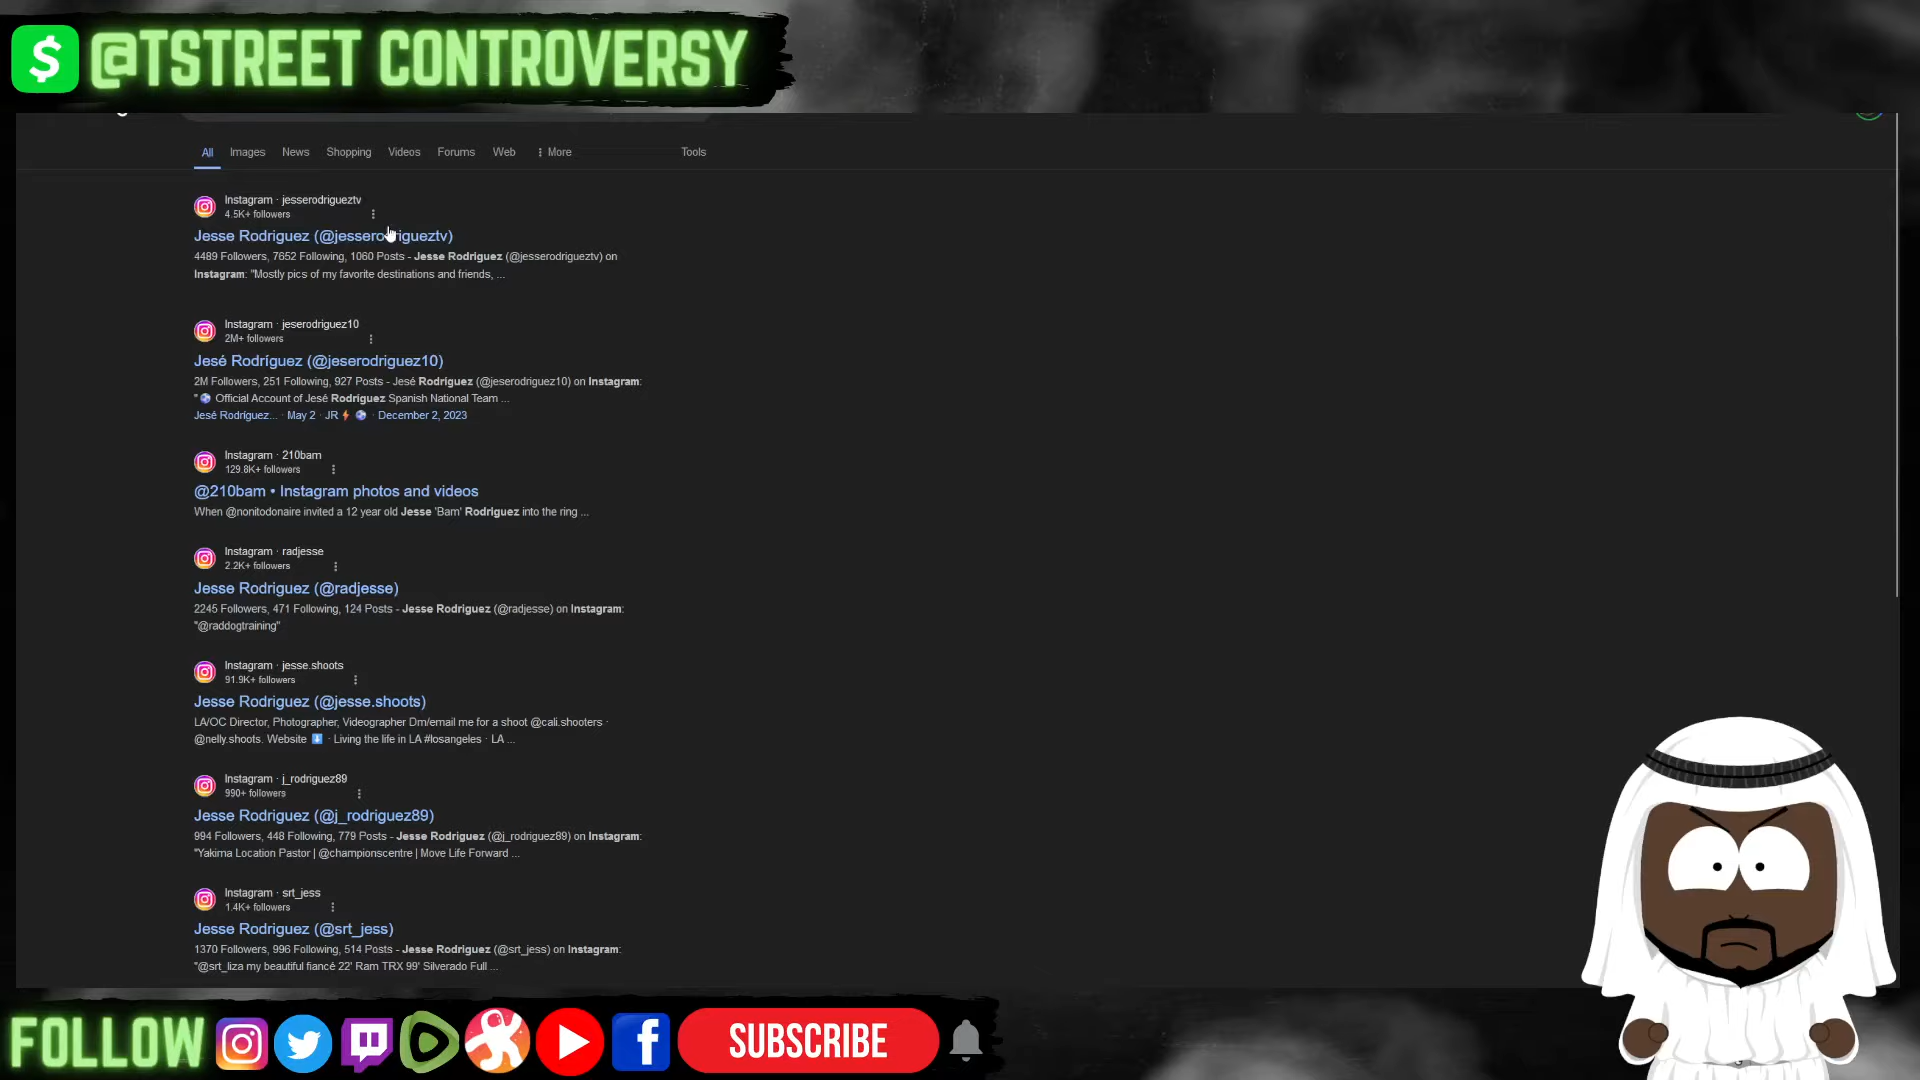 @TSTREET CONTROVERSY
All Images News Shopping Videos Forums Web More Tools
Instagram · jesserodrigueztv
4.5K+ followers
Jesse Rodriguez (@jesserodrigueztv)
4489 Followers, 7652 Following, 1060 Posts - Jesse Rodriguez (@jesserodrigueztv) on
Instagram: "Mostly pics of my favorite destinations and friends, ...
Instagram · jeserodriguez10
2M+ followers
Jesé Rodríguez (@jeserodriguez10)
2M Followers, 251 Following, 927 Posts - Jesé Rodríguez (@jeserodriguez10) on Instagram:
" Official Account of Jesé Rodríguez Spanish National Team ...
Jesé Rodríguez... · May 2 · JR · December 2, 2023
Instagram · 210bam
129.8K+ followers
@210bam • Instagram photos and videos
When @nonitodonaire invited a 12 year old Jesse 'Bam' Rodriguez into the ring ...
Instagram · radjesse
2.2K+ followers
Jesse Rodriguez (@radjesse)
2245 Followers, 471 Following, 124 Posts - Jesse Rodriguez (@radjesse) on Instagram:
"@raddogtraining"
Instagram · jesse.shoots
91.9K+ followers
Jesse Rodriguez (@jesse.shoots)
LA/OC Director, Photographer, Videographer Dm/email me for a shoot @cali.shooters ·
@nelly.shoots. Website · Living the life in LA #losangeles · LA ...
Instagram · j_rodriguez89
990+ followers
Jesse Rodriguez (@j_rodriguez89)
994 Followers, 448 Following, 779 Posts - Jesse Rodriguez (@j_rodriguez89) on Instagram:
"Yakima Location Pastor | @championscentre | Move Life Forward ...
Instagram · srt_jess
1.4K+ followers
Jesse Rodriguez (@srt_jess)
1370 Followers, 996 Following, 514 Posts - Jesse Rodriguez (@srt_jess) on Instagram:
"@srt_liza my beautiful fiancé 22' Ram TRX 99' Silverado Full ...
FOLLOW
SUBSCRIBE